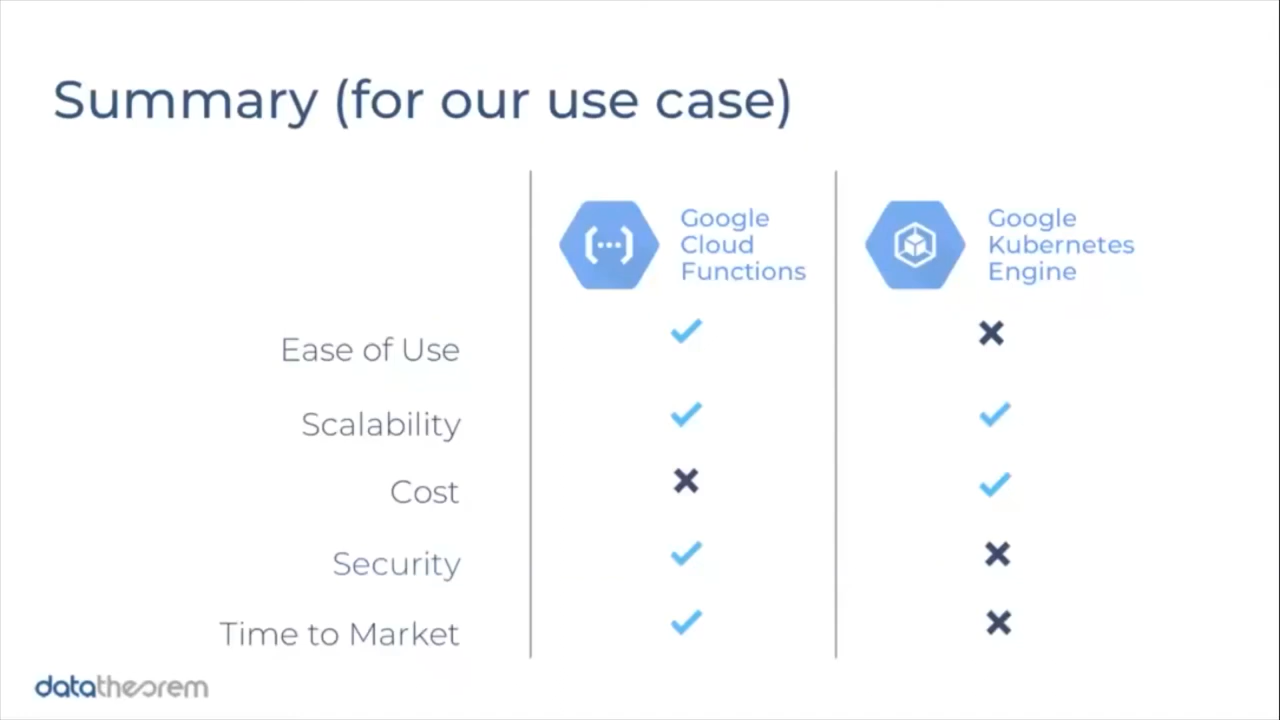 Summary (for our use case)
Google
Cloud
Functions
Google
Kubernetes
Engine
Ease of Use
Scalability
Cost
Security
Time to Market
datatheorem